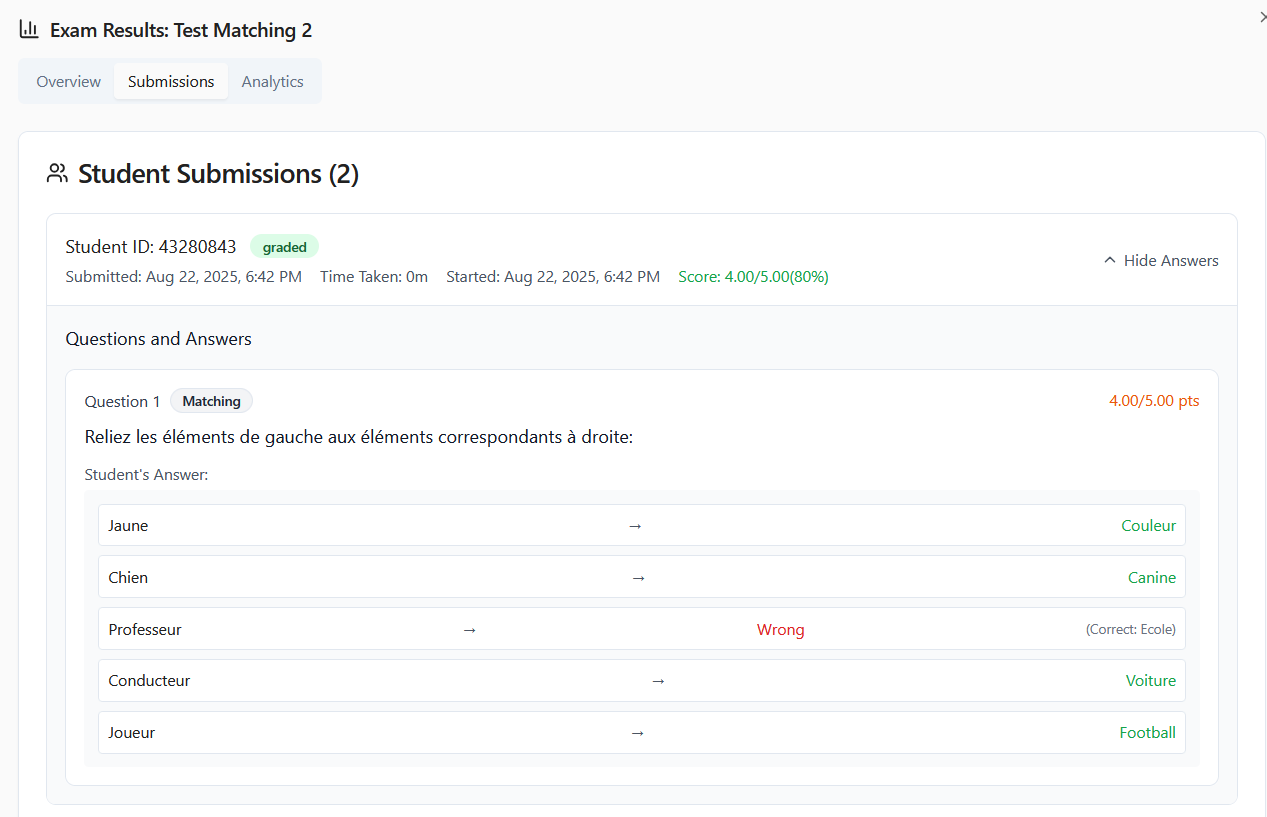 Exam Results: Test Matching 2
Overview Submissions Analytics
Student Submissions (2)
Student ID: 43280843 graded
Submitted: Aug 22, 2025, 6:42 PM Time Taken: 0m Started: Aug 22, 2025, 6:42 PM Score: 4.00/5.00(80%)
Hide Answers
Questions and Answers
Question 1 Matching 4.00/5.00 pts
Reliez les éléments de gauche aux éléments correspondants à droite:
Student's Answer:
Jaune → Couleur
Chien → Canine
Professeur → Wrong (Correct: Ecole)
Conducteur → Voiture
Joueur → Football